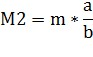 M2 = m * a/b